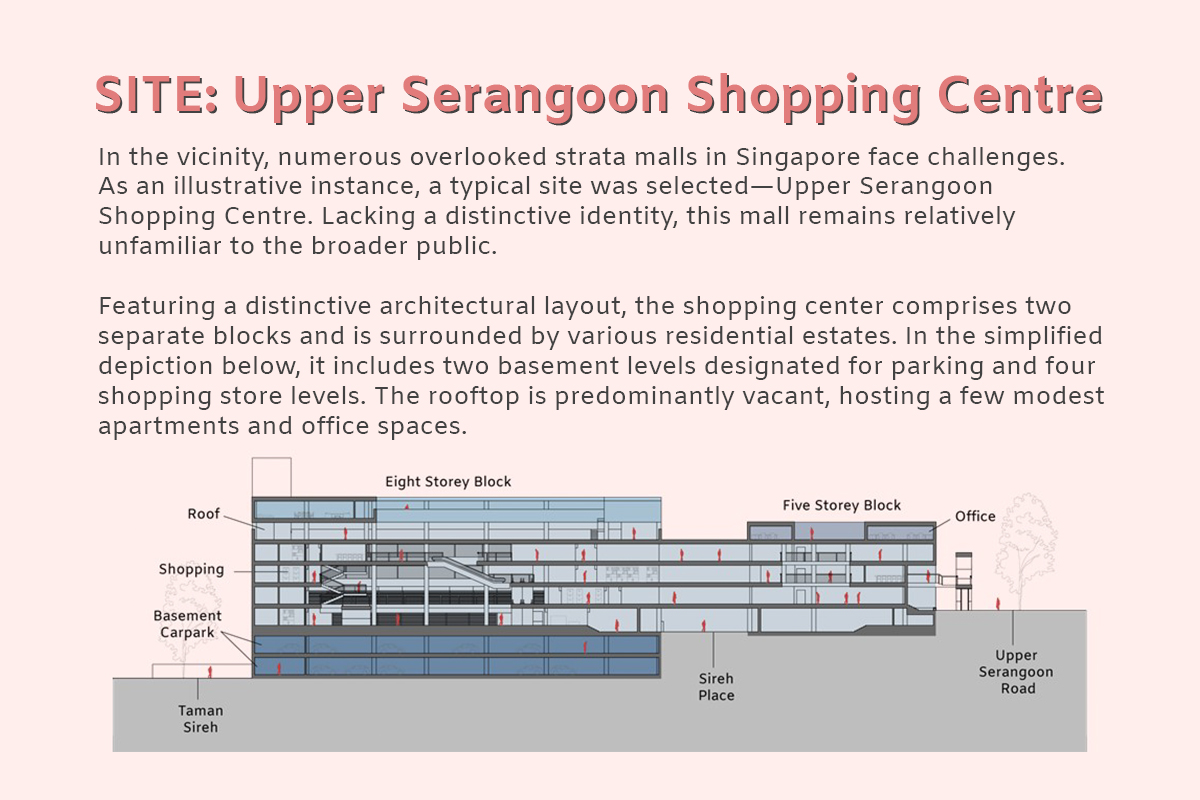 SITE: Upper Serangoon Shopping Centre
In the vicinity, numerous overlooked strata malls in Singapore face challenges.
As an illustrative instance, a typical site was selected—Upper Serangoon
Shopping Centre. Lacking a distinctive identity, this mall remains relatively
unfamiliar to the broader public.
Featuring a distinctive architectural layout, the shopping center comprises two
separate blocks and is surrounded by various residential estates. In the simplified
depiction below, it includes two basement levels designated for parking and four
shopping store levels. The rooftop is predominantly vacant, hosting a few modest
apartments and office spaces.
Eight Storey Block
Five Storey Block
Roof
Office
Shopping
Basement
Carpark
Upper
Serangoon
Road
Sireh
Place
Taman
Sireh